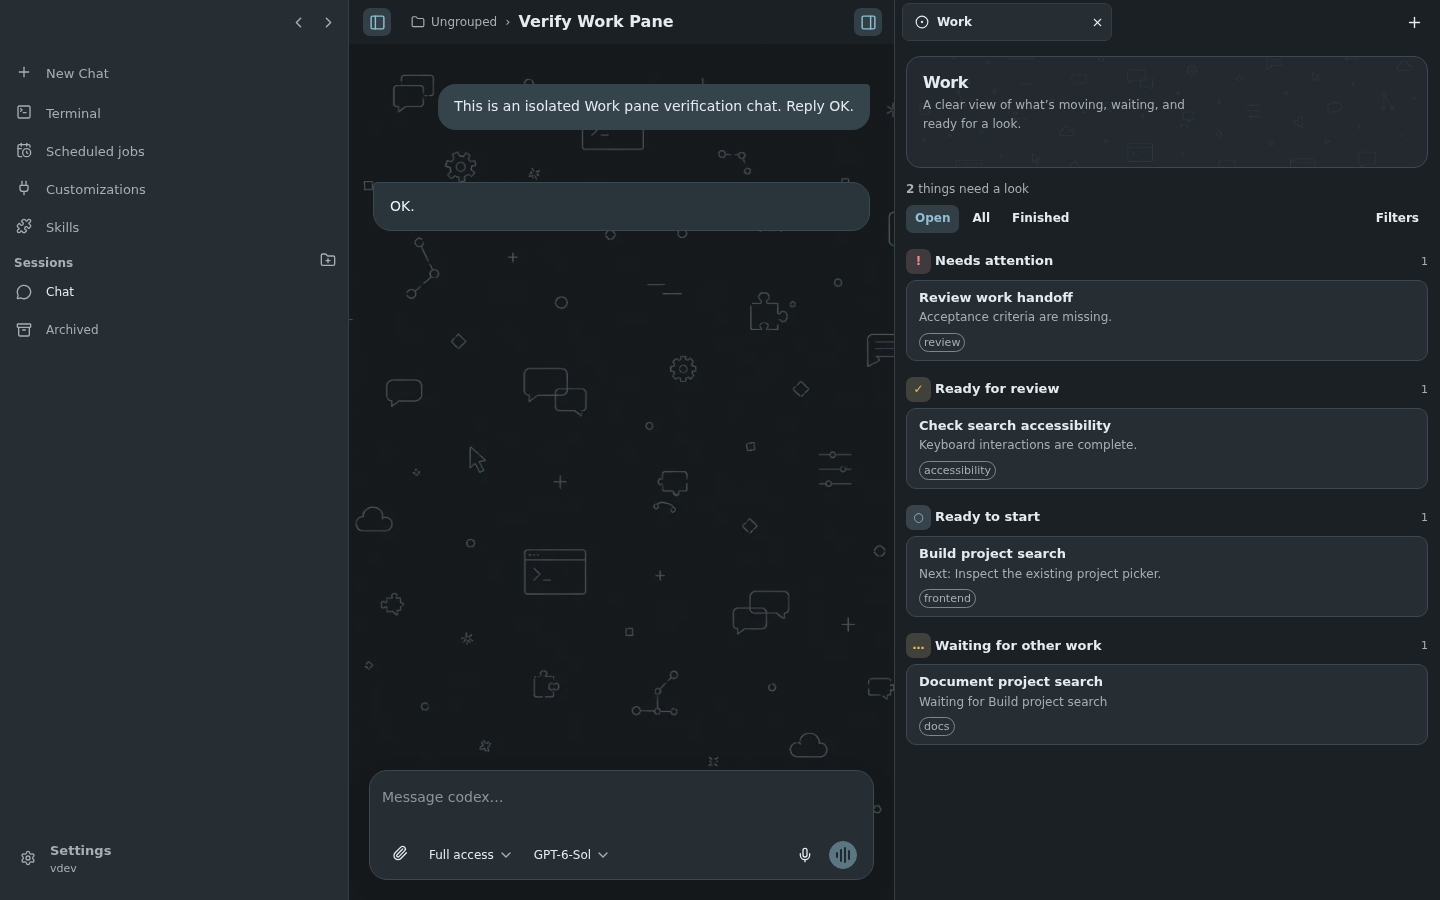 New Chat
Terminal
Scheduled jobs
Customizations
Skills
Sessions
Chat
Archived
Settings
vdev
Ungrouped › Verify Work Pane
This is an isolated Work pane verification chat. Reply OK.
OK.
Message codex…
Full access
GPT-6-Sol
Work
Work
A clear view of what’s moving, waiting, and
ready for a look.
2 things need a look
Open
All
Finished
Filters
! Needs attention 1
Review work handoff
Acceptance criteria are missing.
review
✓ Ready for review 1
Check search accessibility
Keyboard interactions are complete.
accessibility
Ready to start 1
Build project search
Next: Inspect the existing project picker.
frontend
… Waiting for other work 1
Document project search
Waiting for Build project search
docs